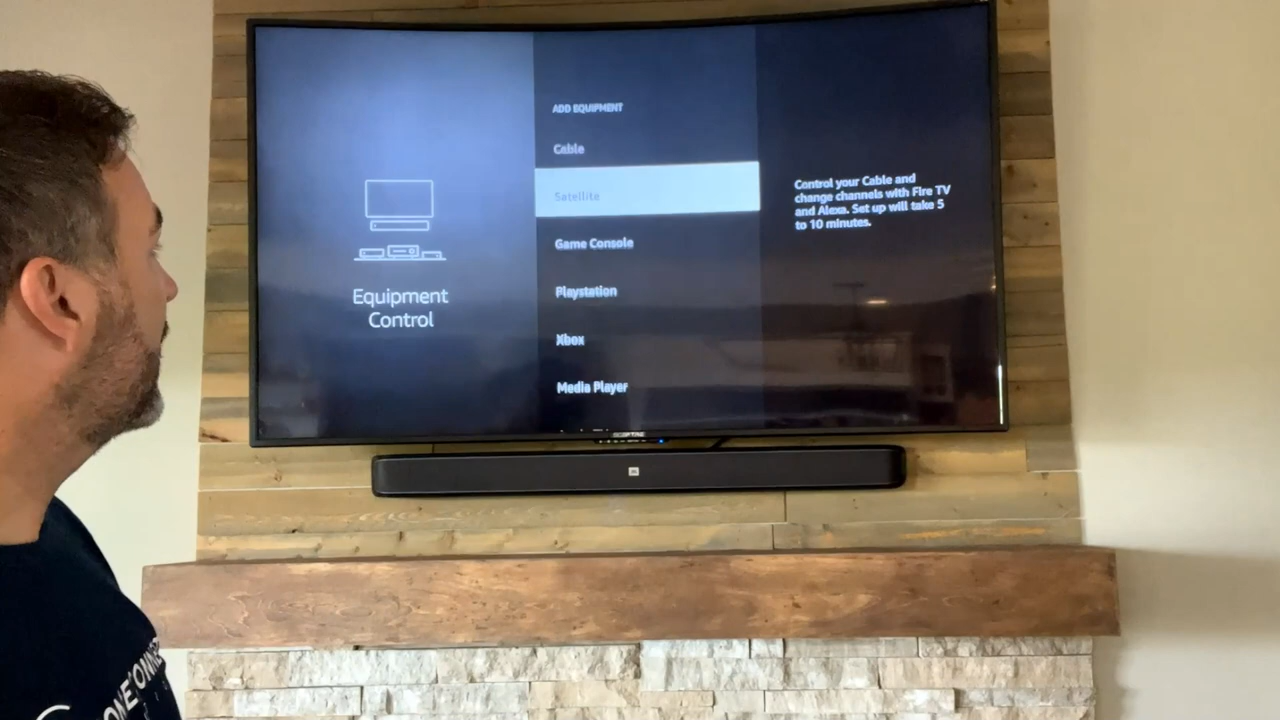 ADD EQUIPMENT
Cable
Satellite
Game Console
Playstation
Xbox
Media Player
Equipment
Control
Control your Cable and
change channels with Fire TV
and Alexa. Set up will take 5
to 10 minutes.
JBL